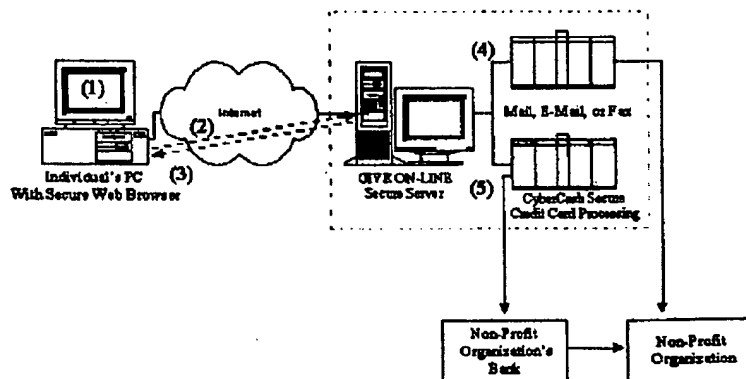 (1)
Internet
(2)
(3)
Individual's PC
With Secure Web Browser
GIVE ON-LINE
Secure Server
(4)
Mail, E-Mail, or Fax
(5)
CyberCash Secure
Credit Card Processing
Non-Profit
Organization's
Bank
Non-Profit
Organization